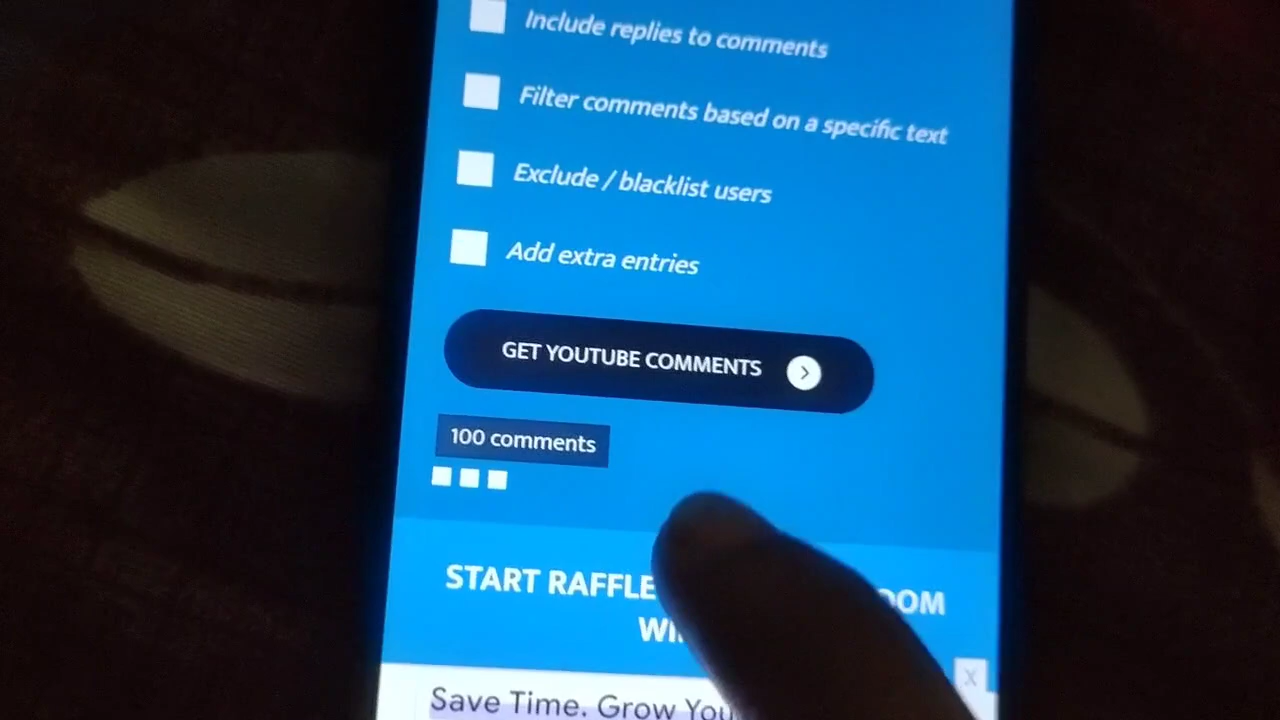 Include replies to comments
Filter comments based on a specific text
Exclude / blacklist users
Add extra entries
GET YOUTUBE COMMENTS
100 comments
START RAFFLE
Save Time. Grow
X